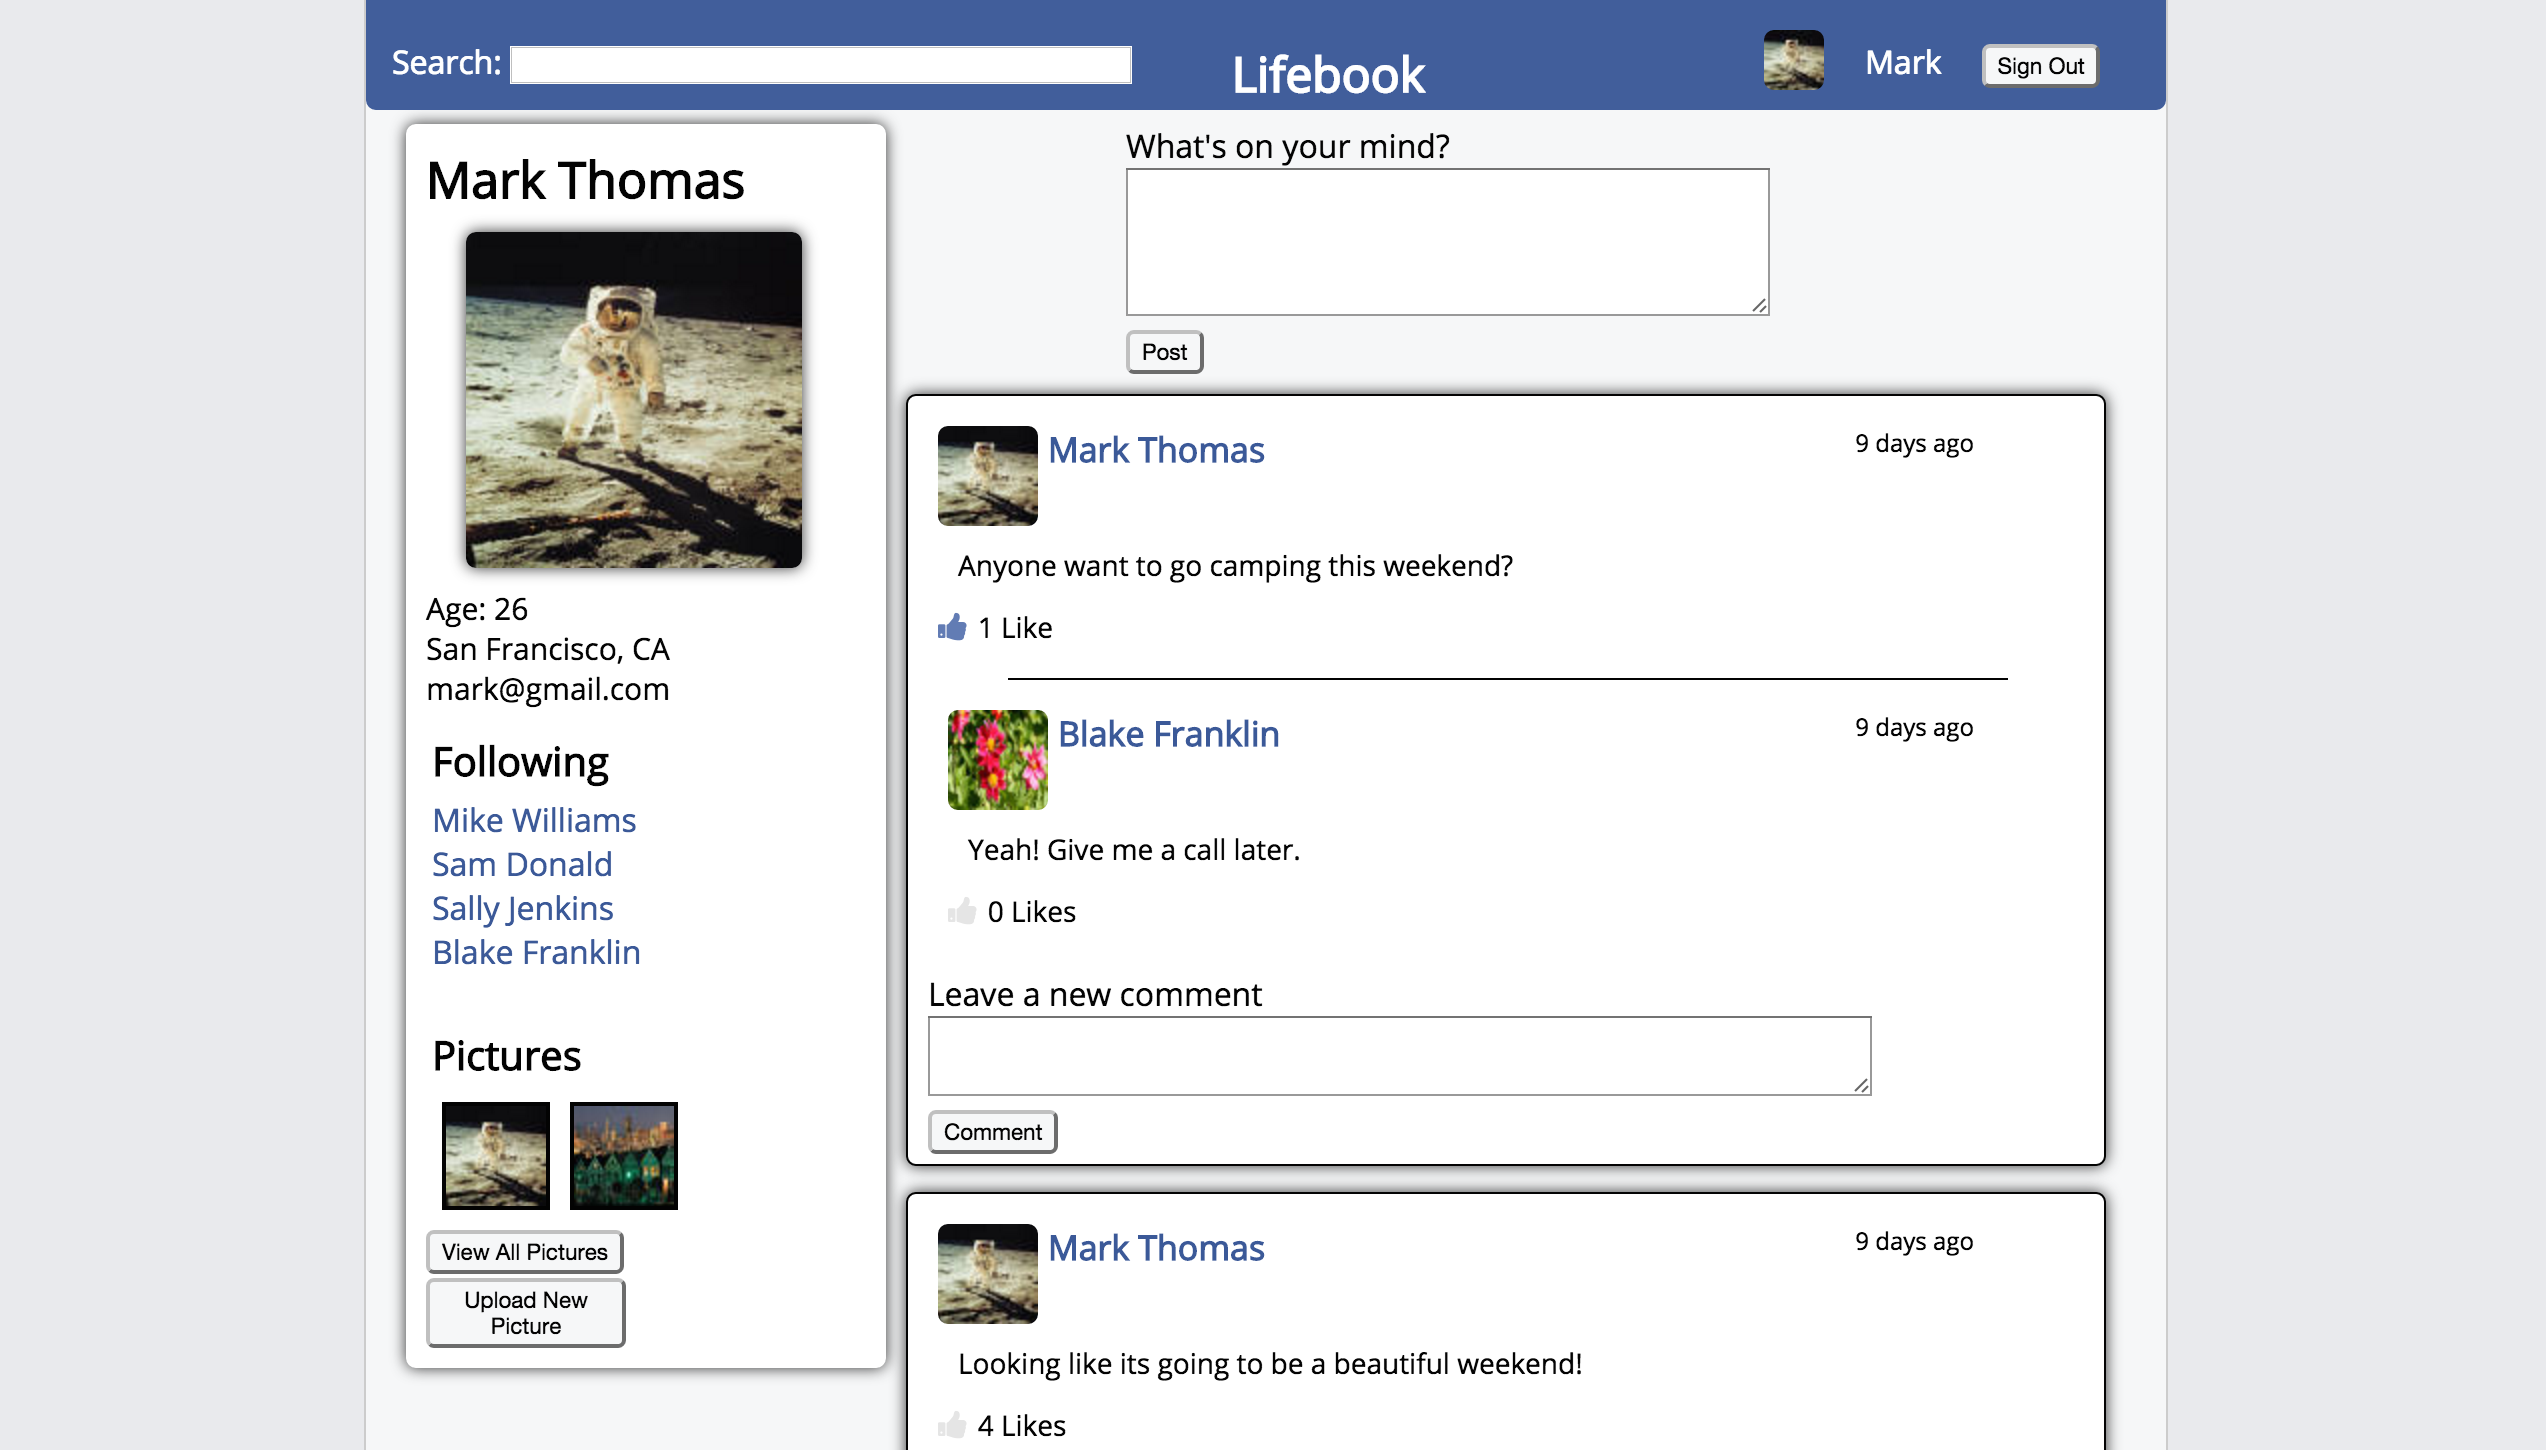 Search:
Lifebook
Mark
Sign Out
Mark Thomas
Age: 26
San Francisco, CA
mark@gmail.com
Following
Mike Williams
Sam Donald
Sally Jenkins
Blake Franklin
Pictures
View All Pictures
Upload New
Picture
What's on your mind?
Post
Mark Thomas
9 days ago
Anyone want to go camping this weekend?
1 Like
Blake Franklin
9 days ago
Yeah! Give me a call later.
0 Likes
Leave a new comment
Comment
Mark Thomas
9 days ago
Looking like its going to be a beautiful weekend!
4 Likes